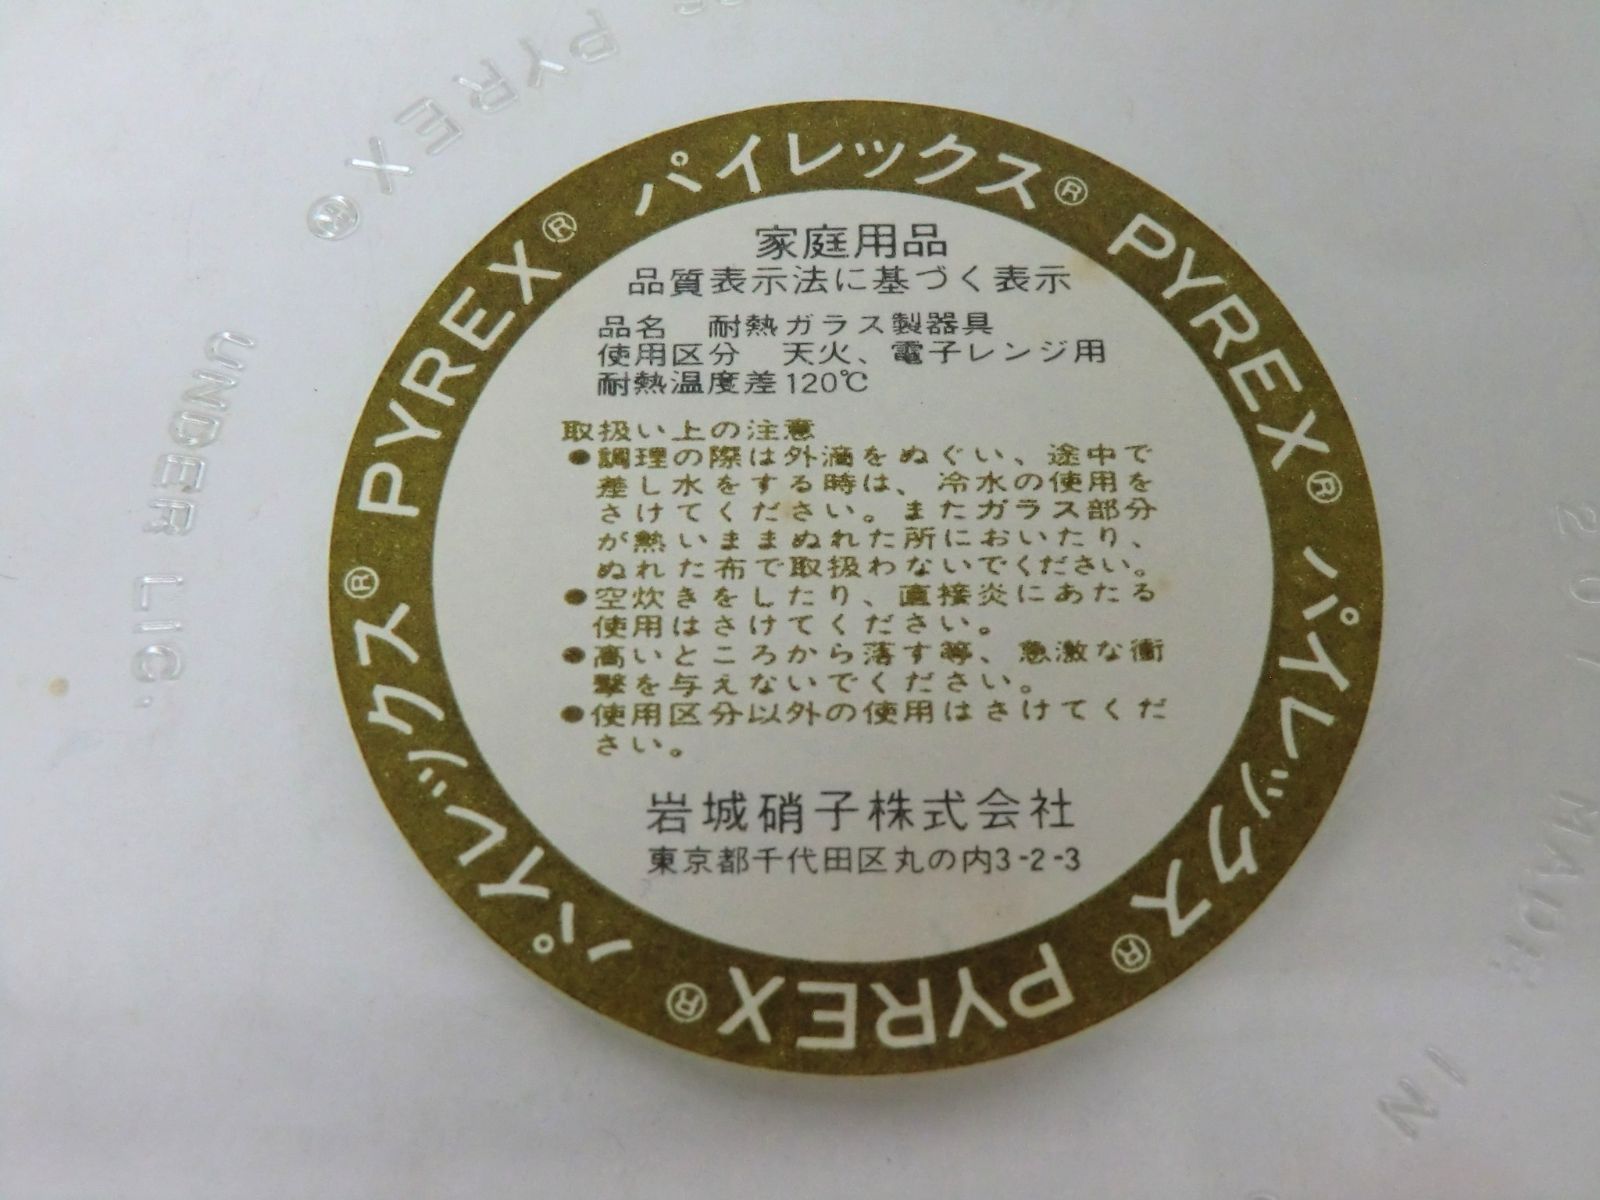 パイレックス® PYREX® パイレックス® PYREX® パイレックス® PYREX®
家庭用品
品質表示法に基づく表示
品名 耐熱ガラス製器具
使用区分 天火、電子レンジ用
耐熱温度差120℃
取扱い上の注意
●調理の際は外滴をぬぐい、途中で
差し水をする時は、冷水の使用を
さけてください。またガラス部分
が熱いままぬれた所においたり、
ぬれた布で取扱わないでください。
●空炊きをしたり、直接炎にあたる
使用はさけてください。
●高いところから落す等、急激な衝
撃を与えないでください。
●使用区分以外の使用はさけてくだ
さい。
岩城硝子株式会社
東京都千代田区丸の内3-2-3
PYREX®
UNDER LIC.
MADE
IN